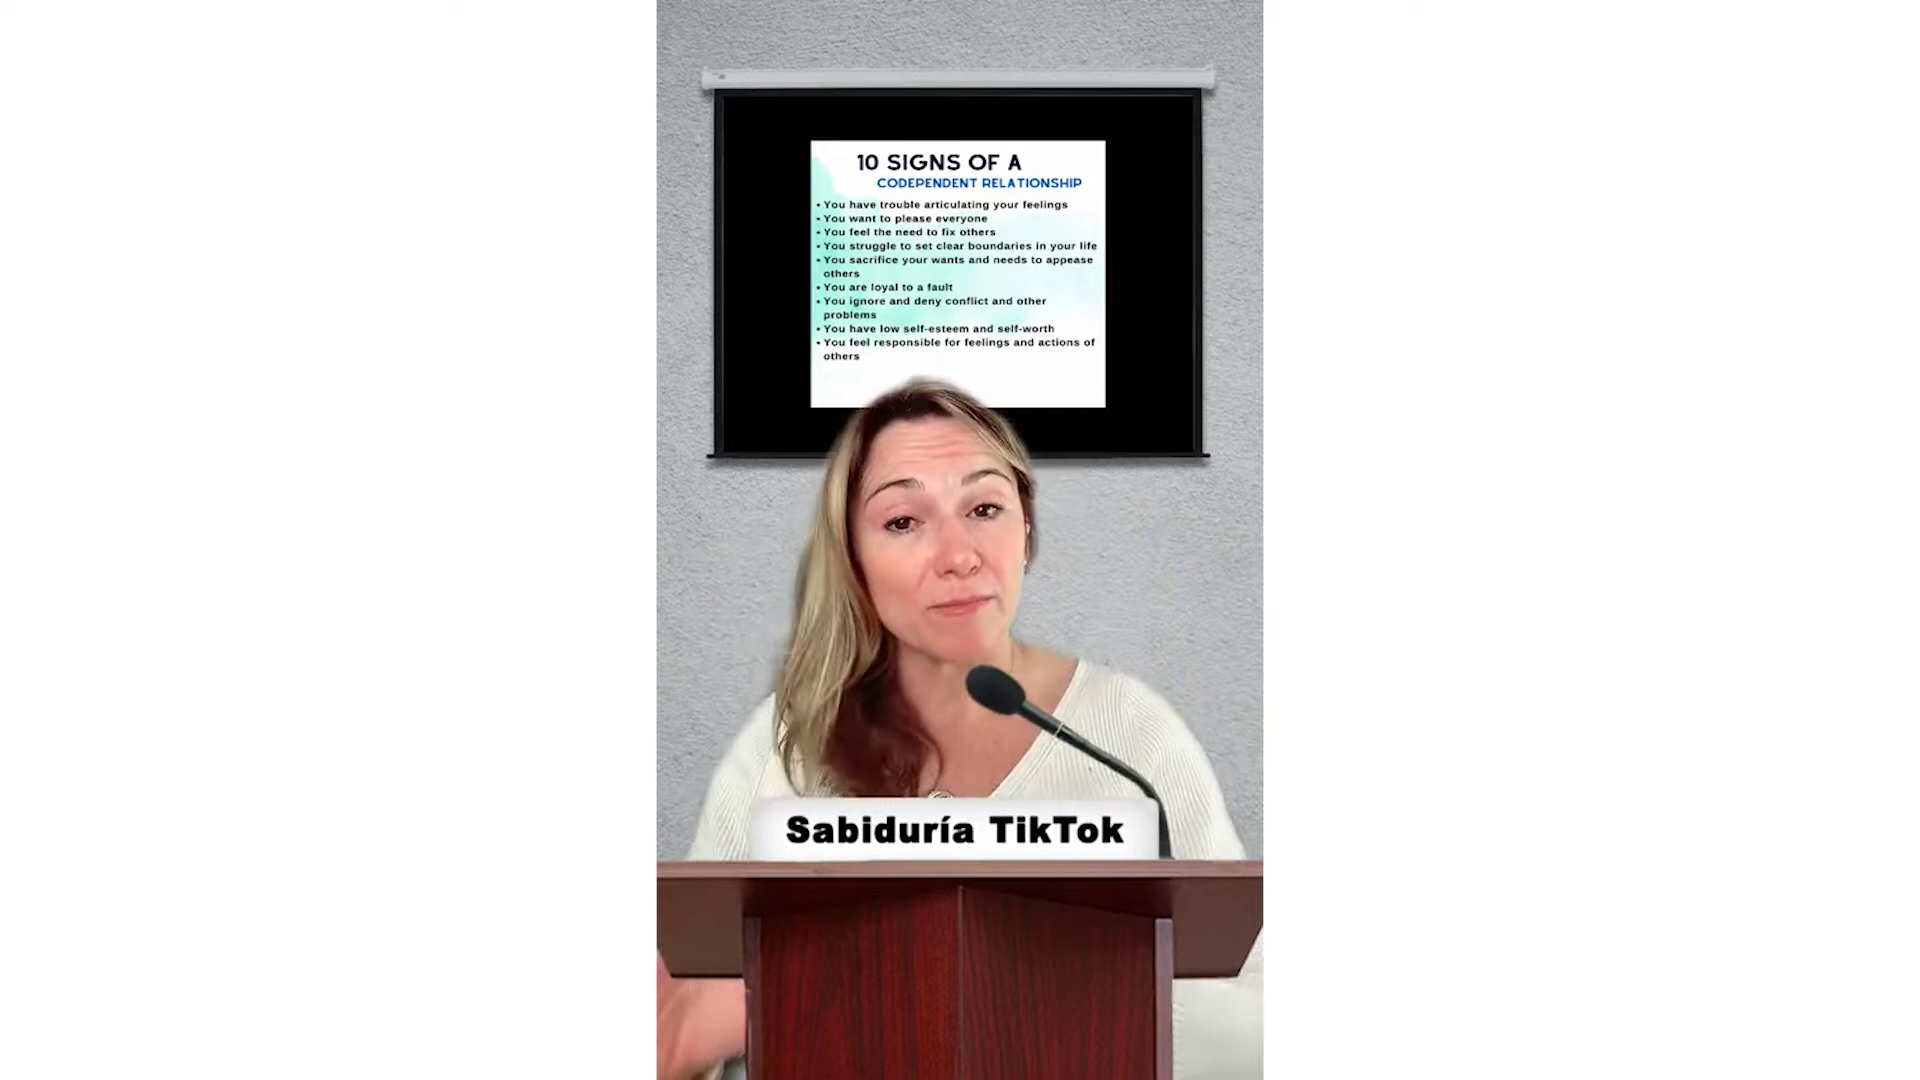 10 SIGNS OF A
CODEPENDENT RELATIONSHIP
• You have trouble articulating your feelings
• You want to please everyone
• You feel the need to fix others
• You struggle to set clear boundaries in your life
• You sacrifice your wants and needs to appease
others
• You are loyal to a fault
• You ignore and deny conflict and other
problems
• You have low self-esteem and self-worth
• You feel responsible for feelings and actions of
others
Sabiduría TikTok